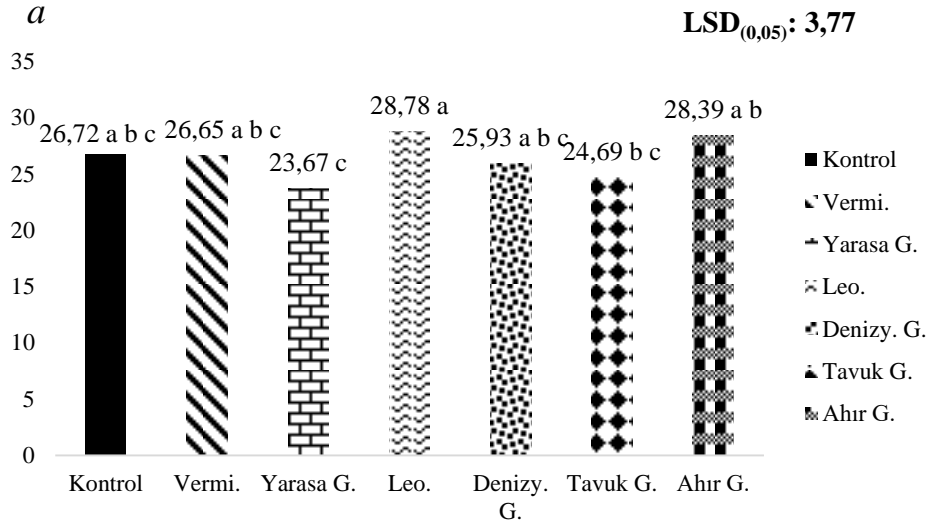 a
LSD(0,05): 3,77
35
30
25
20
15
10
5
0
26,72 a b c
26,65 a b c
23,67 c
28,78 a
25,93 a b c
24,69 b c
28,39 a b
Kontrol
Vermi.
Yarasa G.
Leo.
Denizy.
G.
Tavuk G.
Ahır G.
Kontrol
Vermi.
Yarasa G.
Leo.
Denizy. G.
Tavuk G.
Ahır G.